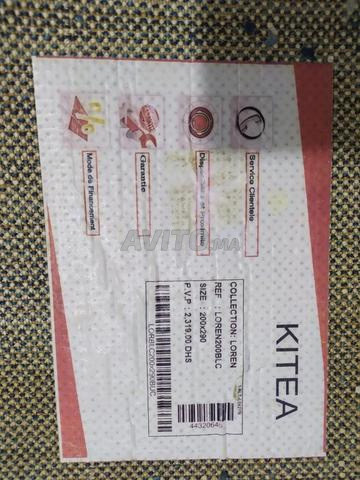 KITEA
COLLECTION: LOREN
REF : LOREN200BLC
SIZE : 200x290
P.V.P : 2,319.00 DHS
LORBLC200x290BUC
Service Clientele
Garantie
Mode de Financement
AVITO.MA